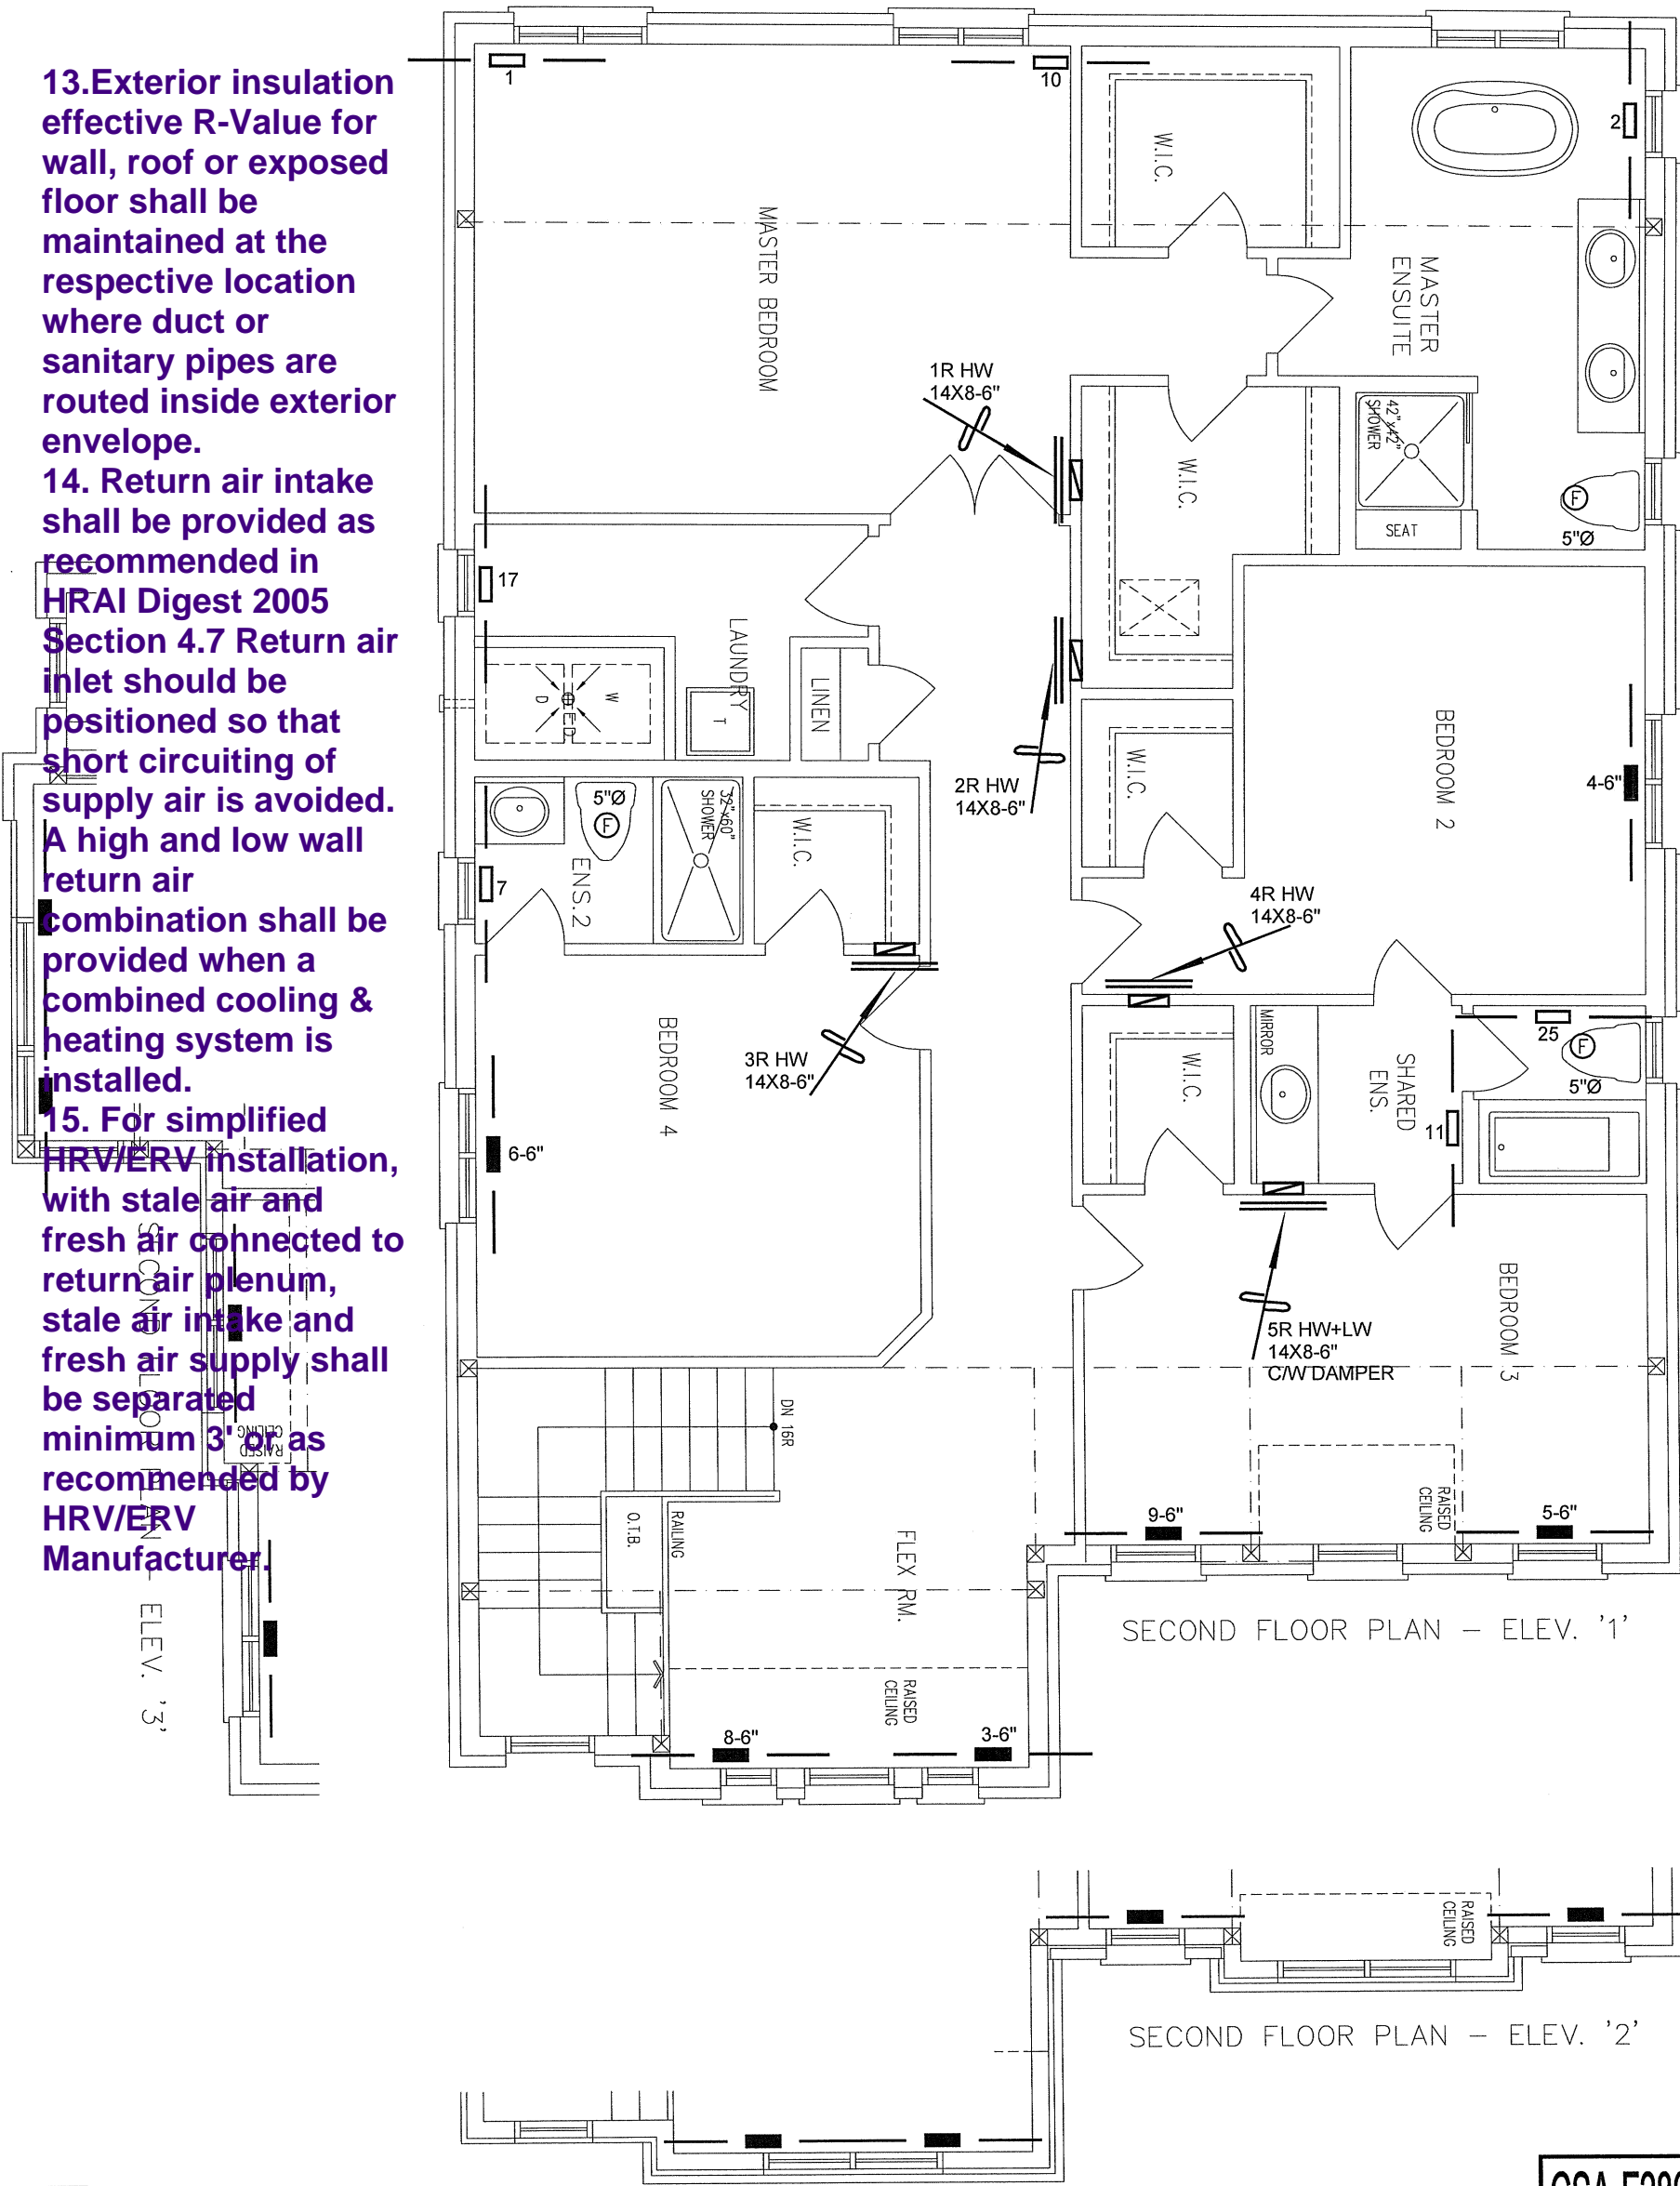 13.Exterior insulation
effective R-Value for
wall, roof or exposed
floor shall be
maintained at the
respective location
where duct or
sanitary pipes are
routed inside exterior
envelope.
14. Return air intake
shall be provided as
recommended in
HRAI Digest 2005
Section 4.7 Return air
inlet should be
positioned so that
short circuiting of
supply air is avoided.
A high and low wall
return air
combination shall be
provided when a
combined cooling &
heating system is
installed.
15. For simplified
HRV/ERV installation,
with stale air and
fresh air connected to
return air plenum,
stale air intake and
fresh air supply shall
be separated
minimum 3' or as
recommended by
HRV/ERV
Manufacturer.
SECOND FLOOR PLAN - ELEV. '3'
RAISED
CEILING
1
10
2
W.I.C.
MASTER BEDROOM
MASTER
ENSUITE
1R HW
14X8-6"
42"x42"
SHOWER
W.I.C.
SEAT
F
5"Ø
17
LAUNDRY
W
D
F.D.
T
LINEN
2R HW
14X8-6"
W.I.C.
BEDROOM 2
4-6"
5"Ø
F
32"x60"
SHOWER
W.I.C.
ENS.2
7
4R HW
14X8-6"
BEDROOM 4
3R HW
14X8-6"
6-6"
MIRROR
W.I.C.
SHARED
ENS.
25
F
5"Ø
11
5R HW+LW
14X8-6"
C/W DAMPER
BEDROOM 3
DN 16R
O.T.B.
RAILING
FLEX RM.
RAISED
CEILING
9-6"
5-6"
RAISED
CEILING
8-6"
3-6"
SECOND FLOOR PLAN - ELEV. '1'
RAISED
CEILING
SECOND FLOOR PLAN - ELEV. '2'